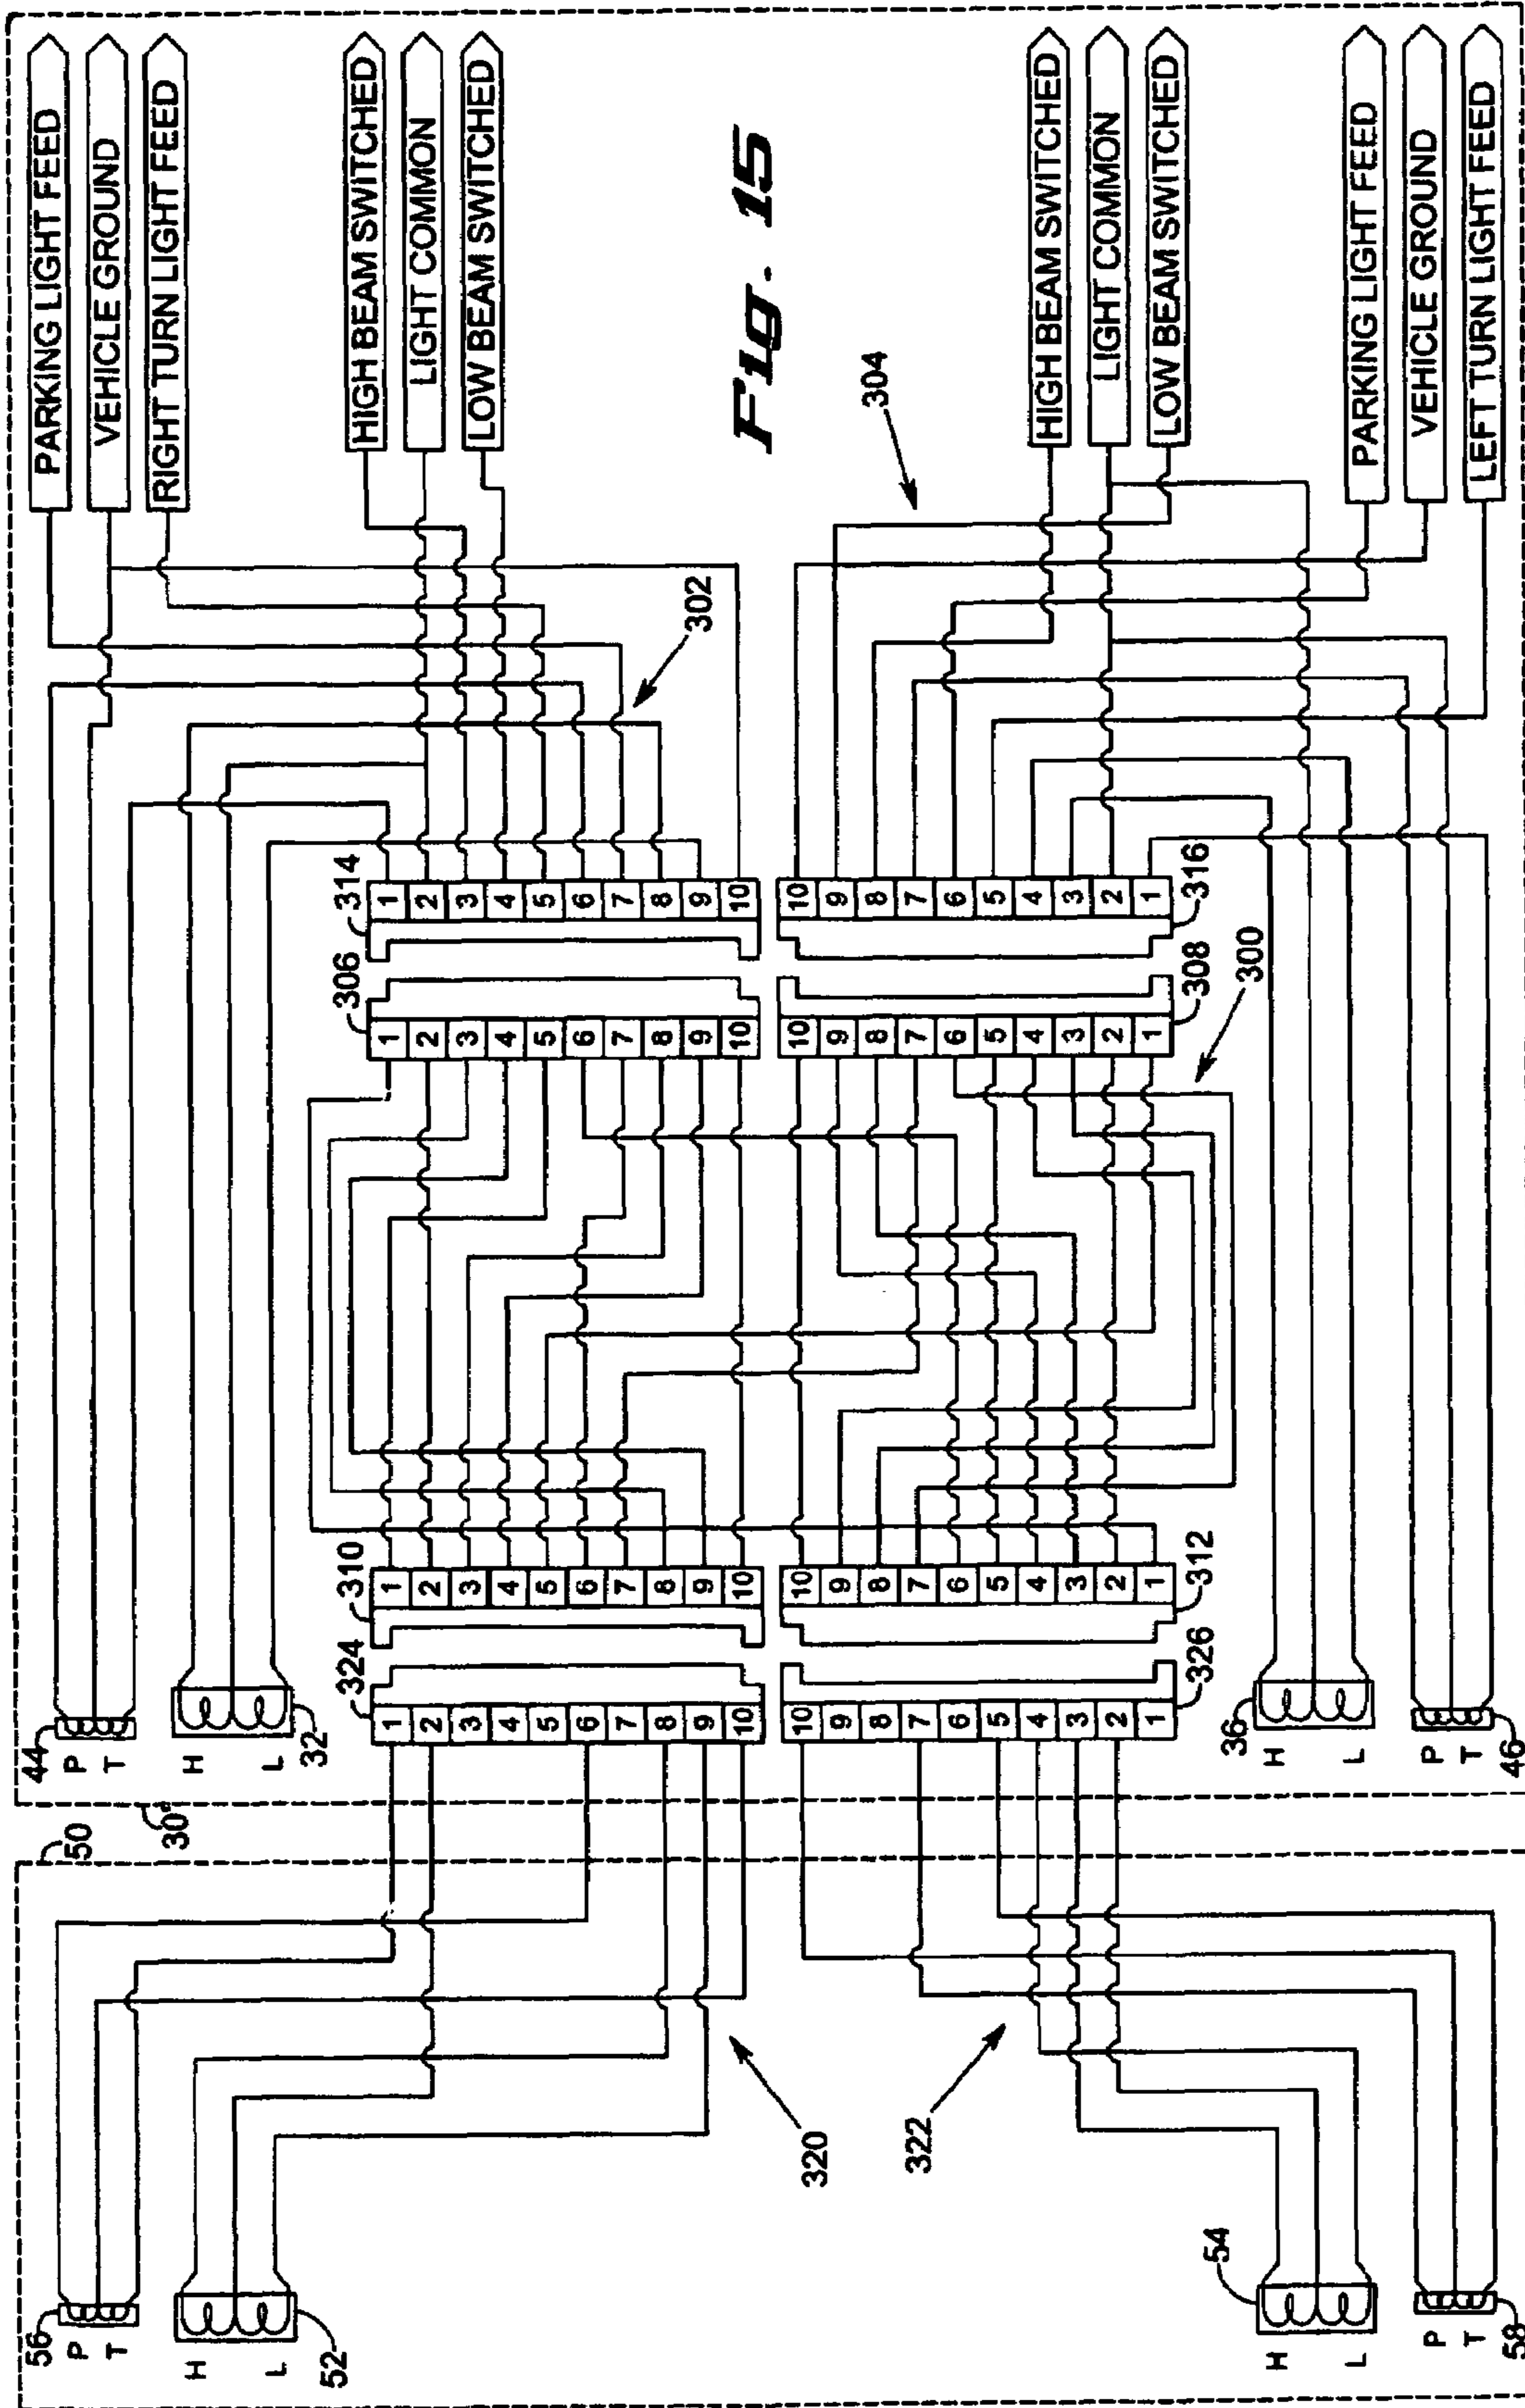 PARKING LIGHT FEED
VEHICLE GROUND
RIGHT TURN LIGHT FEED
HIGH BEAM SWITCHED
LIGHT COMMON
LOW BEAM SWITCHED
Fig. 15
HIGH BEAM SWITCHED
LIGHT COMMON
LOW BEAM SWITCHED
PARKING LIGHT FEED
VEHICLE GROUND
LEFT TURN LIGHT FEED
302
304
314
1 2 3 4 5 6 7 8 9 10
10 9 8 7 6 5 4 3 2 1
316
306
1 2 3 4 5 6 7 8 9 10
10 9 8 7 6 5 4 3 2 1
308
300
310
1 2 3 4 5 6 7 8 9 10
10 9 8 7 6 5 4 3 2 1
312
324
1 2 3 4 5 6 7 8 9 10
10 9 8 7 6 5 4 3 2 1
326
44
P
T
H
L
32
36
H
L
P
T
46
30"
50
320
322
56
P
T
H
L
52
54
H
L
P
T
58